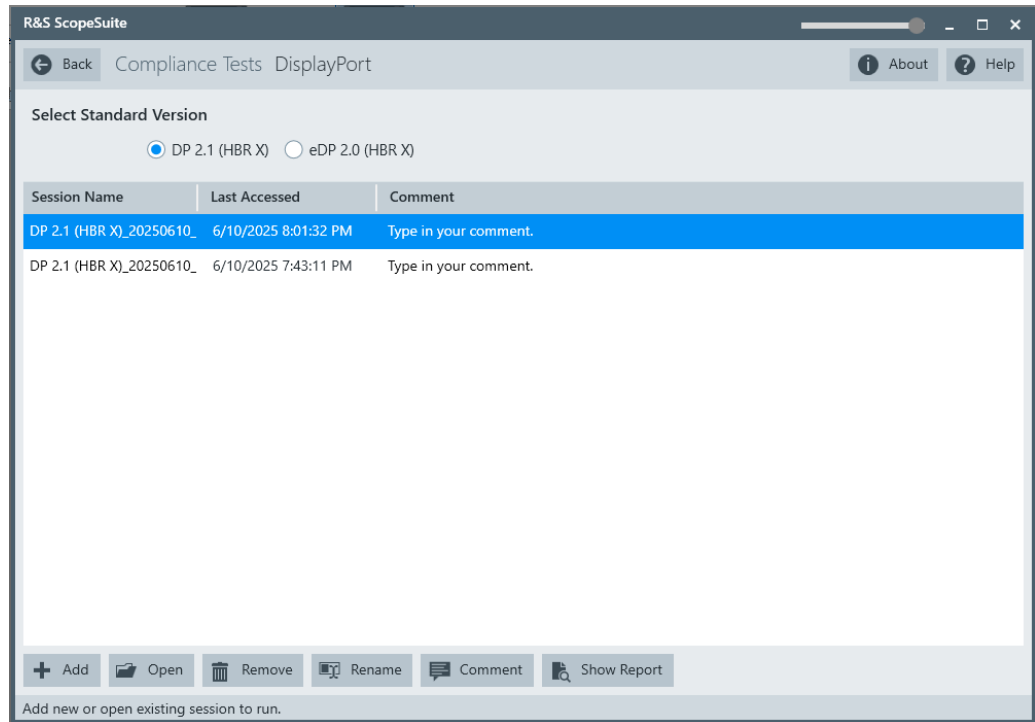 R&S ScopeSuite
Back Compliance Tests DisplayPort About Help
Select Standard Version
DP 2.1 (HBR X) eDP 2.0 (HBR X)
Session Name Last Accessed Comment
DP 2.1 (HBR X)_20250610_ 6/10/2025 8:01:32 PM Type in your comment.
DP 2.1 (HBR X)_20250610_ 6/10/2025 7:43:11 PM Type in your comment.
Add Open Remove Rename Comment Show Report
Add new or open existing session to run.